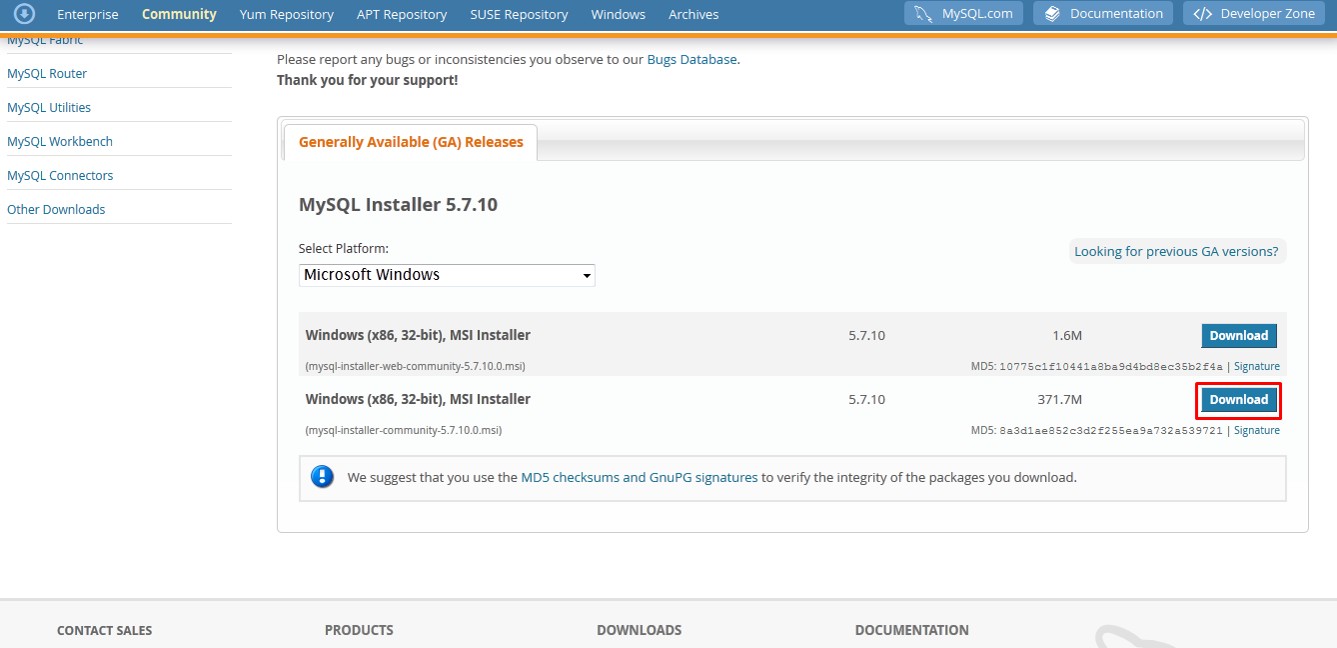 Enterprise Community Yum Repository APT Repository SUSE Repository Windows Archives MySQL.com Documentation Developer Zone
MySQL Fabric
MySQL Router
MySQL Utilities
MySQL Workbench
MySQL Connectors
Other Downloads
Please report any bugs or inconsistencies you observe to our Bugs Database.
Thank you for your support!
Generally Available (GA) Releases
MySQL Installer 5.7.10
Select Platform:
Looking for previous GA versions?
Microsoft Windows
Windows (x86, 32-bit), MSI Installer 5.7.10 1.6M Download
(mysql-installer-web-community-5.7.10.0.msi) MD5: 10775c1f10441a8ba9d4bd8ec35b2f4a | Signature
Windows (x86, 32-bit), MSI Installer 5.7.10 371.7M Download
(mysql-installer-community-5.7.10.0.msi) MD5: 8a3d1ae852c3d2f255ea9a732a539721 | Signature
We suggest that you use the MD5 checksums and GnuPG signatures to verify the integrity of the packages you download.
CONTACT SALES PRODUCTS DOWNLOADS DOCUMENTATION